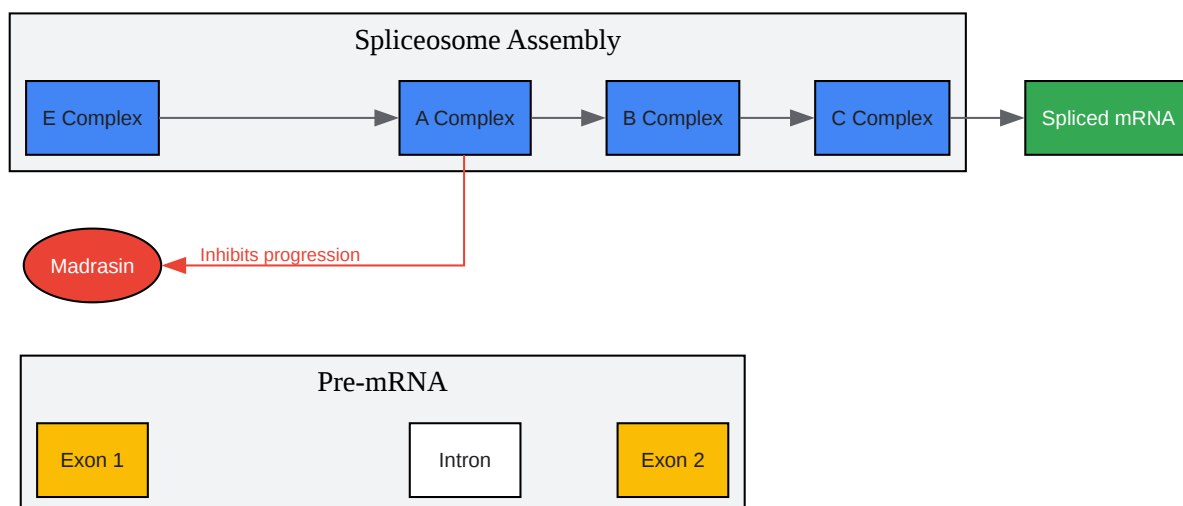 Spliceosome Assembly
E Complex
A Complex
B Complex
C Complex
Spliced mRNA
Inhibits progression
Madrasin
Pre-mRNA
Exon 1
Intron
Exon 2